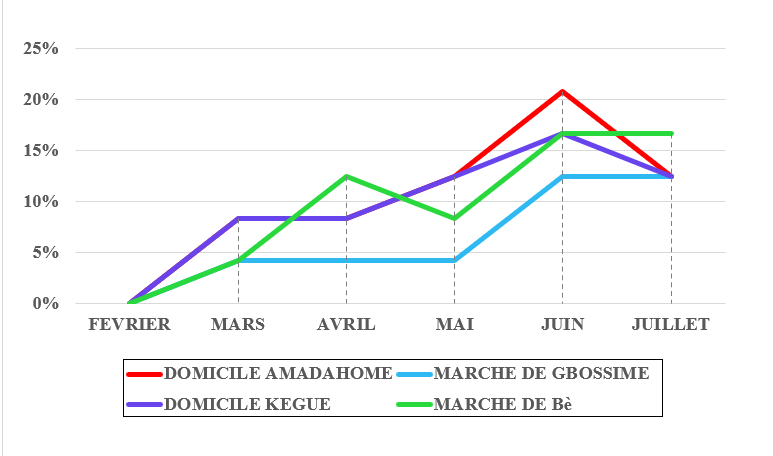 25%
20%
15%
10%
5%
0%
FEVRIER MARS AVRIL MAI JUIN JUILLET
DOMICILE AMADAHOME MARCHE DE GBOSSIME
DOMICILE KEGUE MARCHE DE Bè